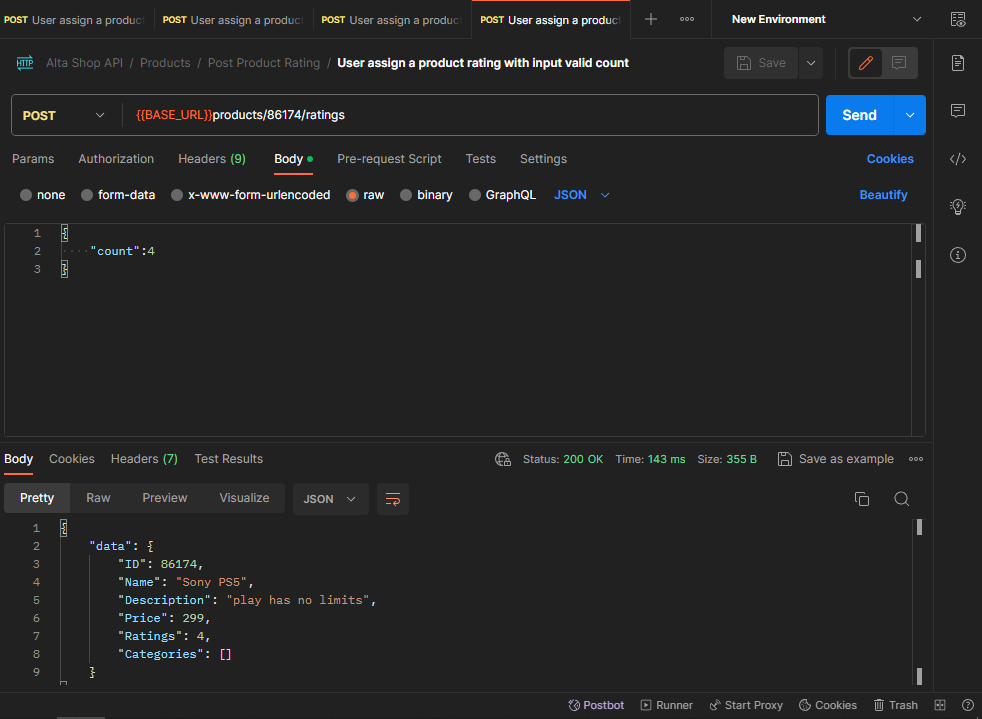 POST User assign a produc POST User assign a produc POST User assign a produc POST User assign a produc New Environment
HTTP Alta Shop API / Products / Post Product Rating / User assign a product rating with input valid count Save
POST {{BASE_URL}}products/86174/ratings Send
Params Authorization Headers (9) Body Pre-request Script Tests Settings Cookies
none form-data x-www-form-urlencoded raw binary GraphQL JSON Beautify
1 {
2 ····"count":4
3 }
Body Cookies Headers (7) Test Results Status: 200 OK Time: 143 ms Size: 355 B Save as example
Pretty Raw Preview Visualize JSON
1 {
2 "data": {
3 "ID": 86174,
4 "Name": "Sony PS5",
5 "Description": "play has no limits",
6 "Price": 299,
7 "Ratings": 4,
8 "Categories": []
9 }
Postbot Runner Start Proxy Cookies Trash